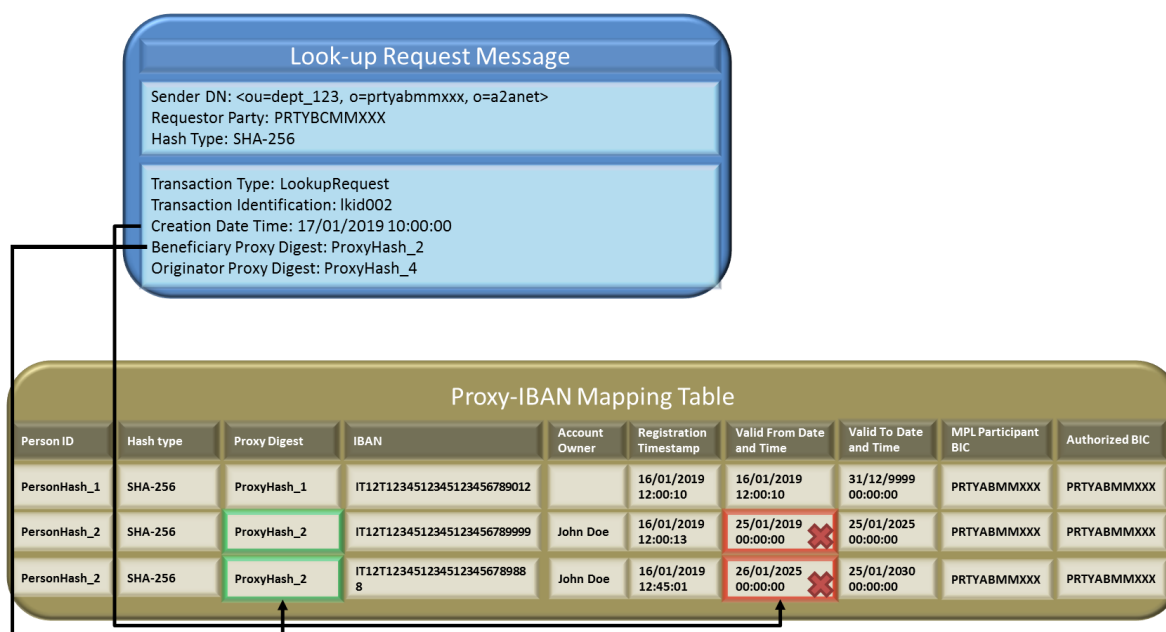 Look-up Request Message
Sender DN: <ou=dept_123, o=prtyabmmxxx, o=a2anet>
Requestor Party: PRTYBCMMXXX
Hash Type: SHA-256
Transaction Type: LookupRequest
Transaction Identification: lkid002
Creation Date Time: 17/01/2019 10:00:00
Beneficiary Proxy Digest: ProxyHash_2
Originator Proxy Digest: ProxyHash_4
Proxy-IBAN Mapping Table
Person ID
Hash type
Proxy Digest
IBAN
Account
Owner
Registration
Timestamp
Valid From Date
and Time
Valid To Date
and Time
MPL Participant
BIC
Authorized BIC
PersonHash_1
SHA-256
ProxyHash_1
IT12T1234512345123456789012
16/01/2019
12:00:10
16/01/2019
12:00:10
31/12/9999
00:00:00
PRTYABMMXXX
PRTYABMMXXX
PersonHash_2
SHA-256
ProxyHash_2
IT12T1234512345123456789999
John Doe
16/01/2019
12:00:13
25/01/2019
00:00:00
25/01/2025
00:00:00
PRTYABMMXXX
PRTYABMMXXX
PersonHash_2
SHA-256
ProxyHash_2
IT12T123451234512345678988
8
John Doe
16/01/2019
12:45:01
26/01/2025
00:00:00
25/01/2030
00:00:00
PRTYABMMXXX
PRTYABMMXXX